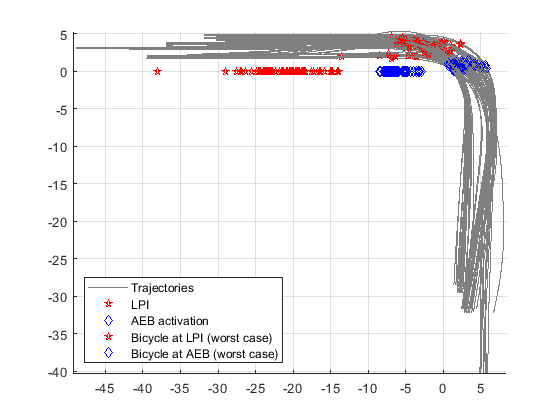 5
0
-5
-10
-15
-20
-25
-30
-35
-40
Trajectories
LPI
AEB activation
Bicycle at LPI (worst case)
Bicycle at AEB (worst case)
-45 -40 -35 -30 -25 -20 -15 -10 -5 0 5